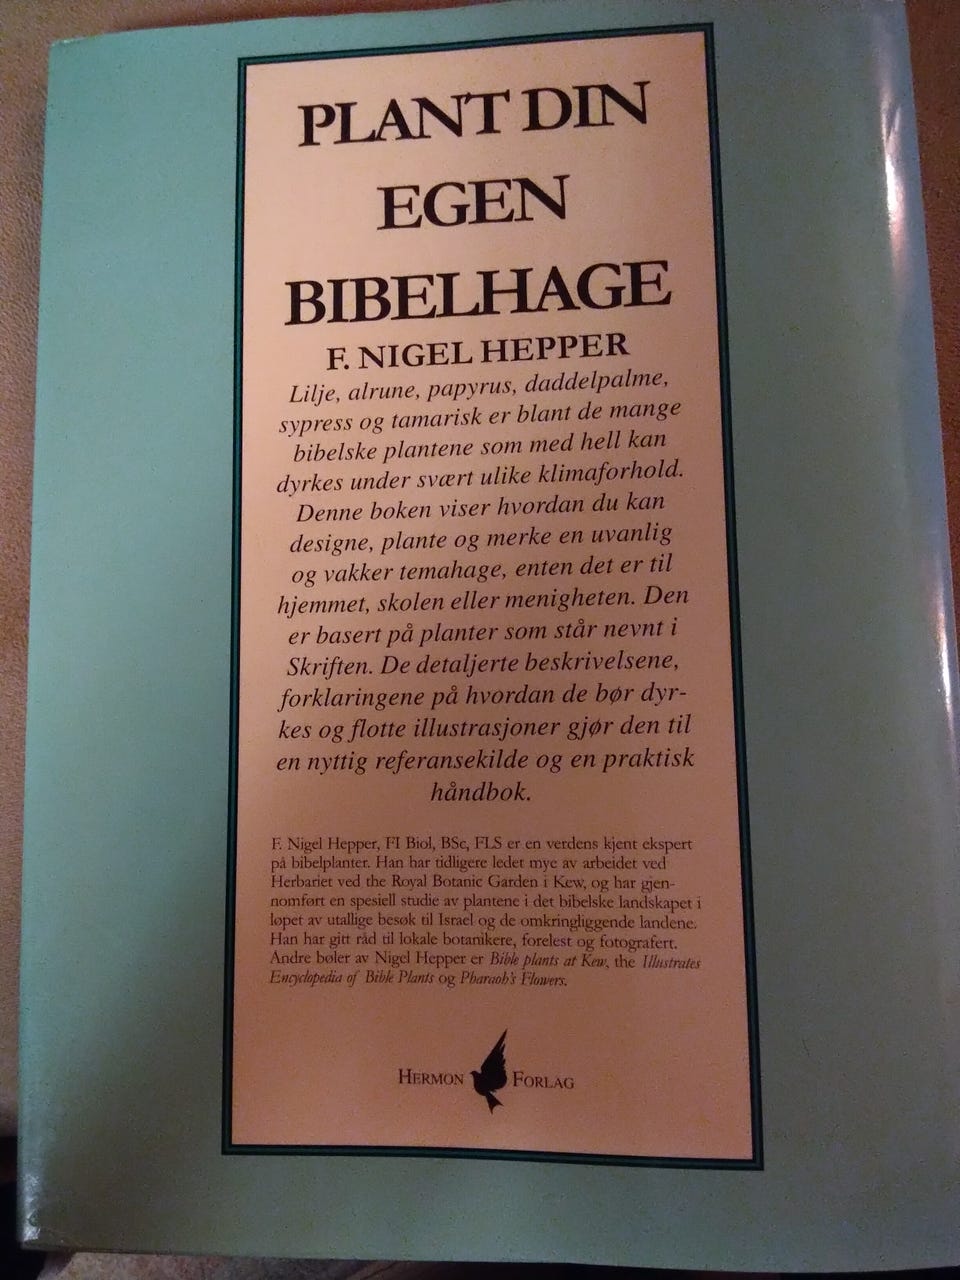 PLANT DIN
EGEN
BIBELHAGE
F. NIGEL HEPPER
Lilje, alrune, papyrus, daddelpalme,
sypress og tamarisk er blant de mange
bibelske plantene som med hell kan
dyrkes under svært ulike klimaforhold.
Denne boken viser hvordan du kan
designe, plante og merke en uvanlig
og vakker temahage, enten det er til
hjemmet, skolen eller menigheten. Den
er basert på planter som står nevnt i
Skriften. De detaljerte beskrivelsene,
forklaringene på hvordan de bør dyr-
kes og flotte illustrasjoner gjør den til
en nyttig referansekilde og en praktisk
håndbok.
F. Nigel Hepper, FI Biol, BSc, FLS er en verdens kjent ekspert
på bibelplanter. Han har tidligere ledet mye av arbeidet ved
Herbariet ved the Royal Botanic Garden i Kew, og har gjen-
nomført en spesiell studie av plantene i det bibelske landskapet i
løpet av utallige besøk til Israel og de omkringliggende landene.
Han har gitt råd til lokale botanikere, forelest og fotografert.
Andre bøler av Nigel Hepper er Bible plants at Kew, the Illustrates
Encyclopedia of Bible Plants og Pharaoh's Flowers.
HERMON FORLAG